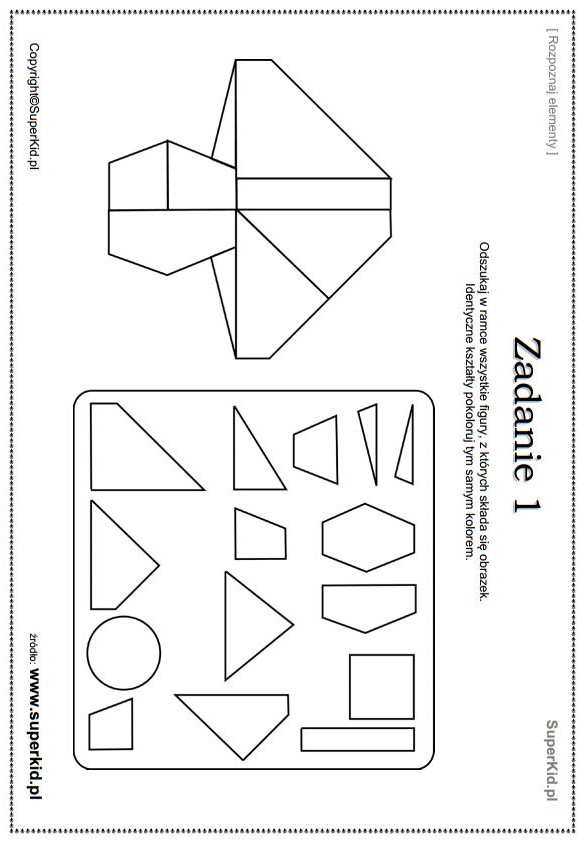 [ Rozpoznaj elementy ]
SuperKid.pl
Zadanie 1
Odszukaj w ramce wszystkie figury, z których składa się obrazek.
Identyczne kształty pokoloruj tym samym kolorem.
Copyright©SuperKid.pl
źródło: www.superkid.pl